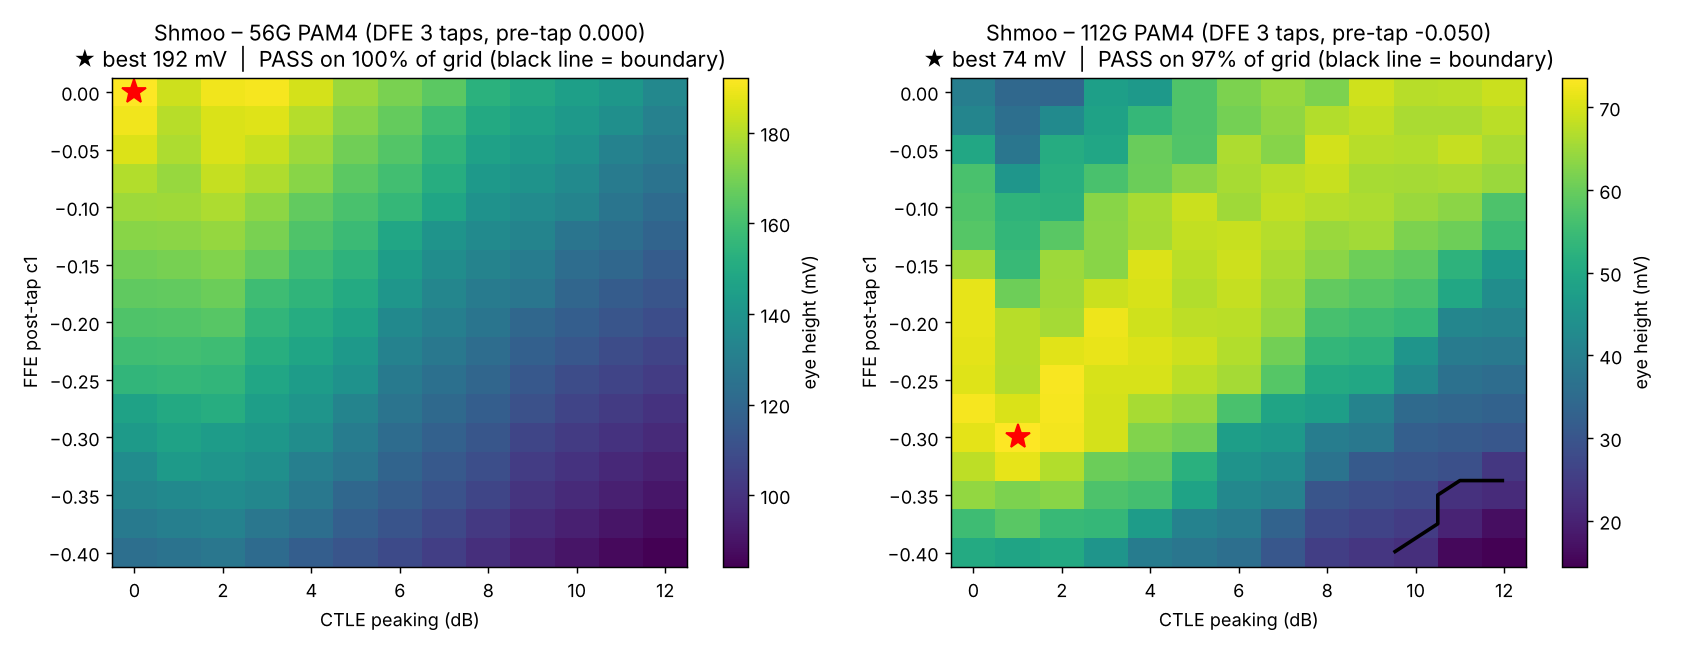 Shmoo – 56G PAM4 (DFE 3 taps, pre-tap 0.000)
★ best 192 mV | PASS on 100% of grid (black line = boundary)
FFE post-tap c1
0.00
−0.05
−0.10
−0.15
−0.20
−0.25
−0.30
−0.35
−0.40
0 2 4 6 8 10 12
CTLE peaking (dB)
180
160
140
120
100
eye height (mV)
Shmoo – 112G PAM4 (DFE 3 taps, pre-tap -0.050)
★ best 74 mV | PASS on 97% of grid (black line = boundary)
FFE post-tap c1
0.00
−0.05
−0.10
−0.15
−0.20
−0.25
−0.30
−0.35
−0.40
0 2 4 6 8 10 12
CTLE peaking (dB)
70
60
50
40
30
20
eye height (mV)